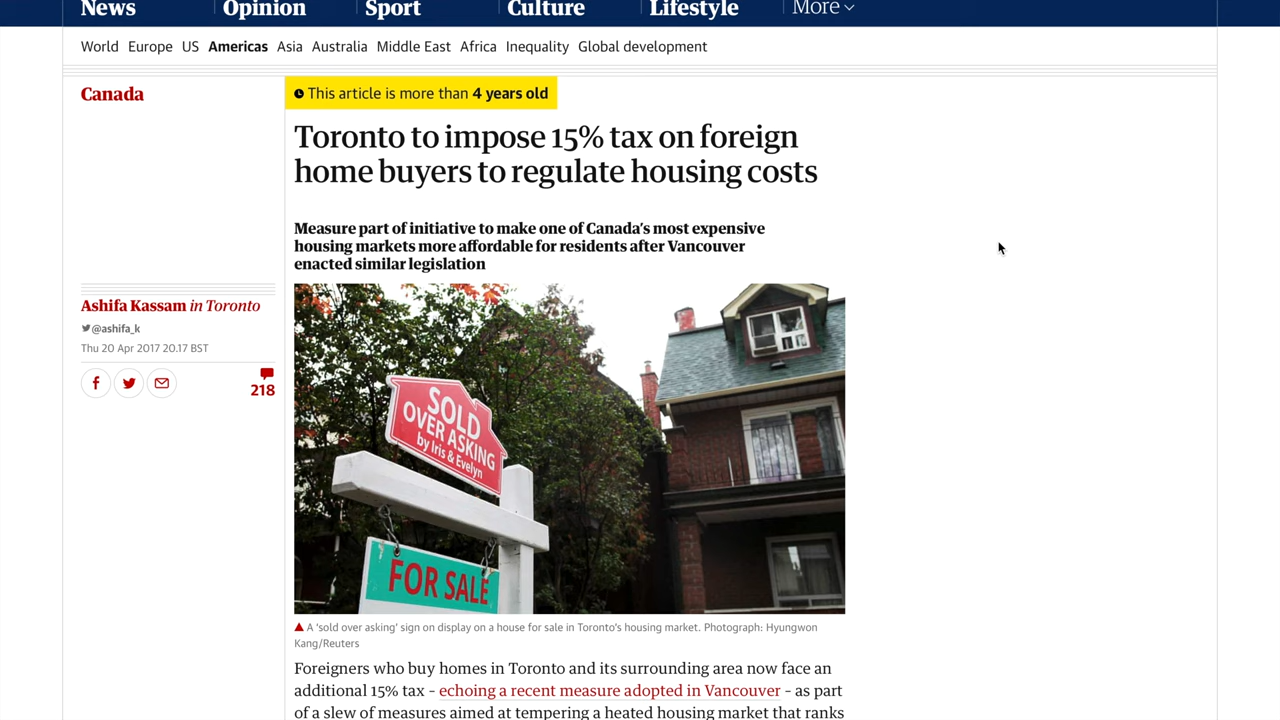 News
Opinion
Sport
Culture
Lifestyle
More
World Europe US Americas Asia Australia Middle East Africa Inequality Global development
Canada
This article is more than 4 years old
Toronto to impose 15% tax on foreign
home buyers to regulate housing costs
Measure part of initiative to make one of Canada's most expensive
housing markets more affordable for residents after Vancouver
enacted similar legislation
Ashifa Kassam in Toronto
@ashifa_k
Thu 20 Apr 2017 20.17 BST
218
SOLD
OVER ASKING
by Iris & Evelyn
FOR SALE
A 'sold over asking' sign on display on a house for sale in Toronto's housing market. Photograph: Hyungwon
Kang/Reuters
Foreigners who buy homes in Toronto and its surrounding area now face an
additional 15% tax – echoing a recent measure adopted in Vancouver – as part
of a slew of measures aimed at tempering a heated housing market that ranks